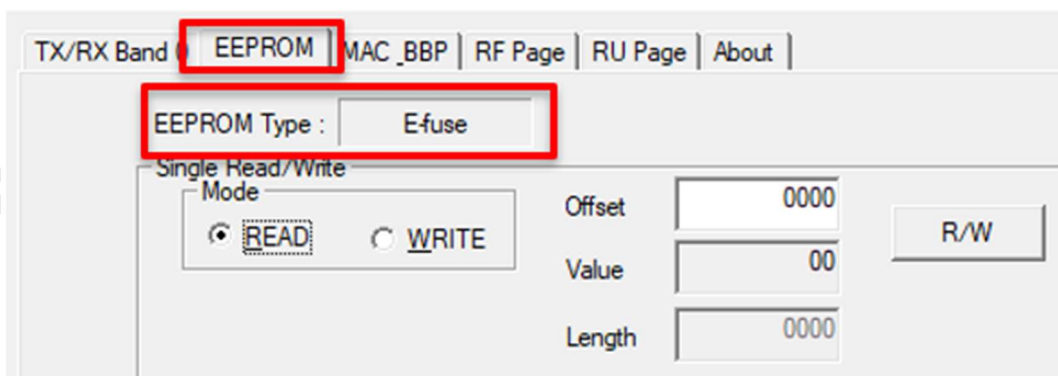 TX/RX Band 0 EEPROM MAC_BBP RF Page RU Page About
EEPROM Type : E-fuse
Single Read/Write
Mode
READ WRITE
Offset 0000
R/W
Value 00
Length 0000